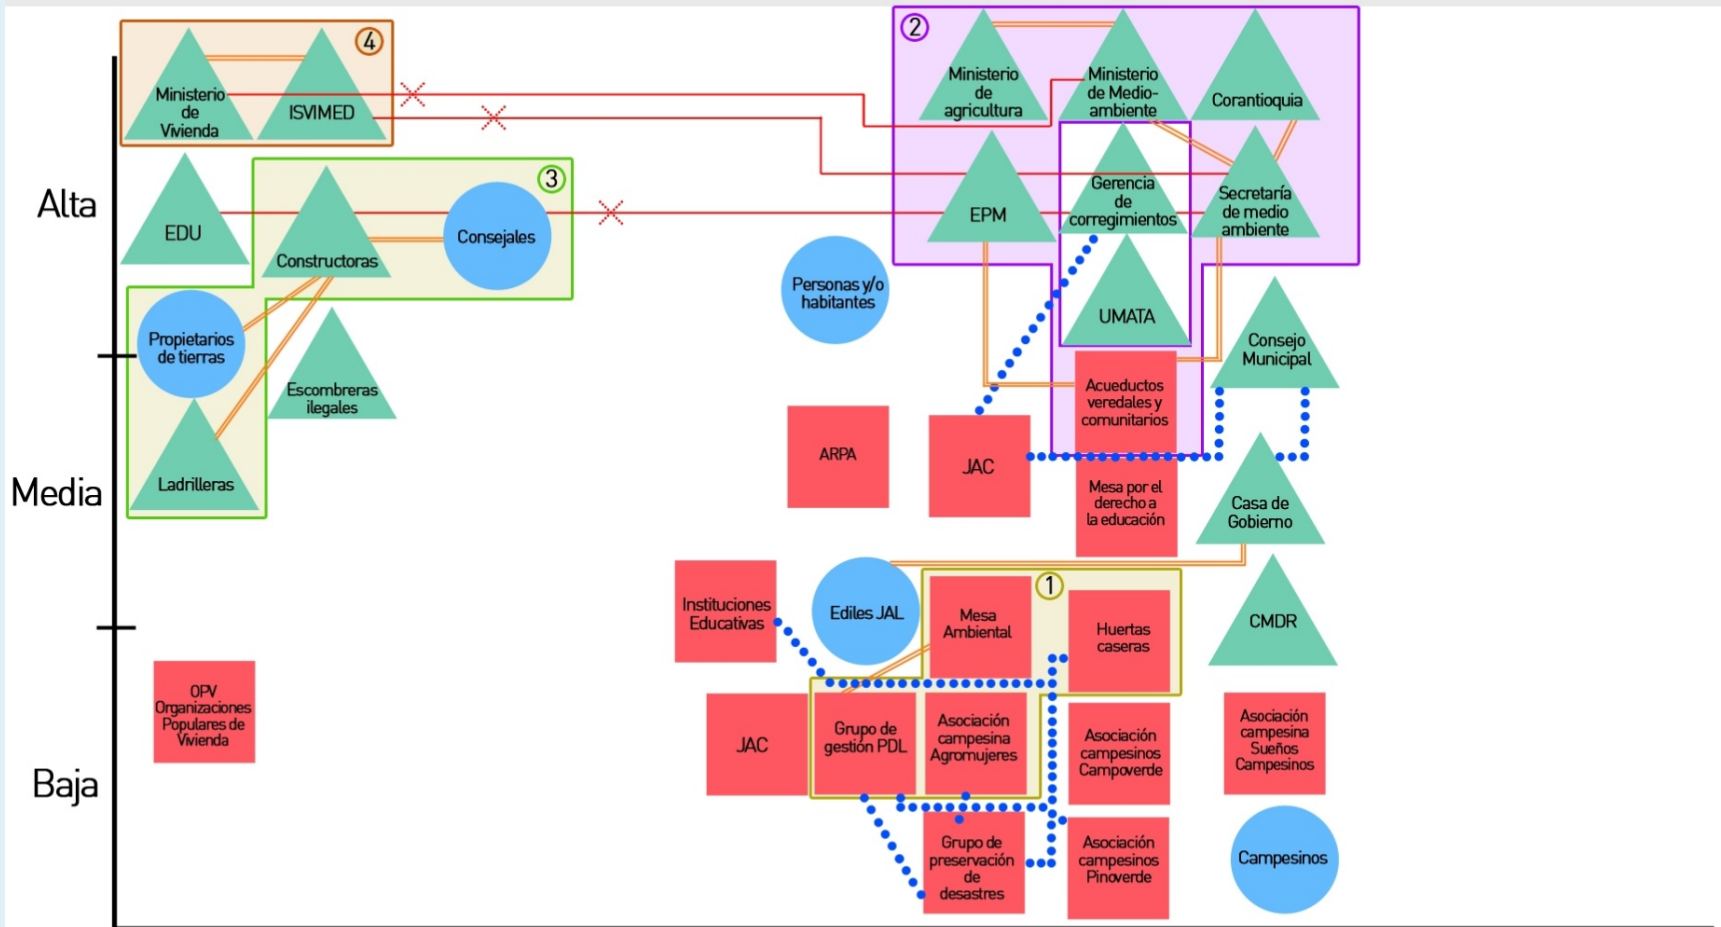 4
Ministerio
de
Vivienda
ISVIMED
2
Ministerio
de
agricultura
Ministerio
de Medio-
ambiente
Corantioquia
Alta
EDU
3
Constructoras
Consejales
EPM
Gerencia
de
corregimientos
Secretaría
de medio
ambiente
Personas y/o
habitantes
UMATA
Consejo
Municipal
Propietarios
de tierras
Escombreras
ilegales
Acueductos
veredales y
comunitarios
Media
Ladrilleras
ARPA
JAC
Mesa por el
derecho a
la educación
Casa de
Gobierno
Instituciones
Educativas
Ediles JAL
1
Mesa
Ambiental
Huertas
caseras
CMDR
Baja
OPV
Organizaciones
Populares de
Vivienda
JAC
Grupo de
gestión PDL
Asociación
campesina
Agromujeres
Asociación
campesinos
Campoverde
Asociación
campesina
Sueños
Campesinos
Grupo de
preservación
de
desastres
Asociación
campesinos
Pinoverde
Campesinos